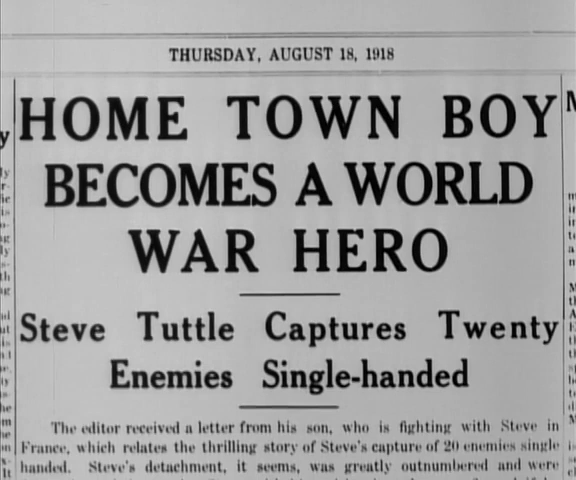 THURSDAY, AUGUST 18, 1918
HOME TOWN BOY
BECOMES A WORLD
WAR HERO
Steve Tuttle Captures Twenty
Enemies Single-handed
The editor received a letter from his son, who is fighting with Steve in
France, which relates the thrilling story of Steve's capture of 20 enemies single
handed. Steve's detachment, it seems, was greatly outnumbered and were